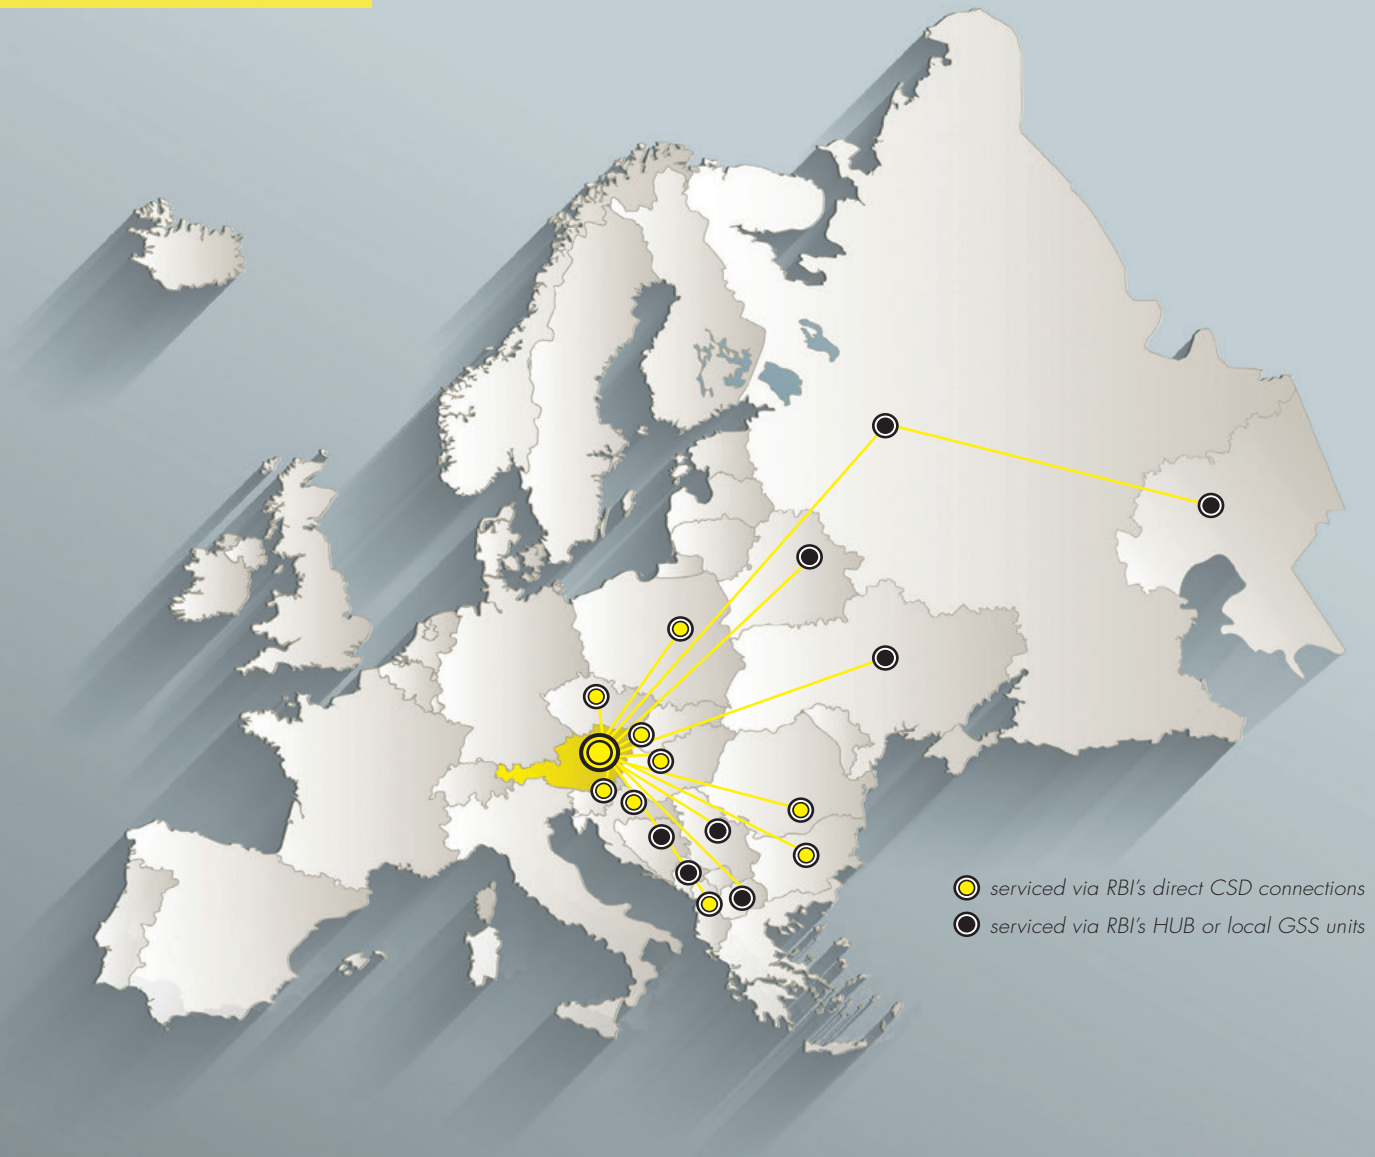 serviced via RBI's direct CSD connections
serviced via RBI's HUB or local GSS units